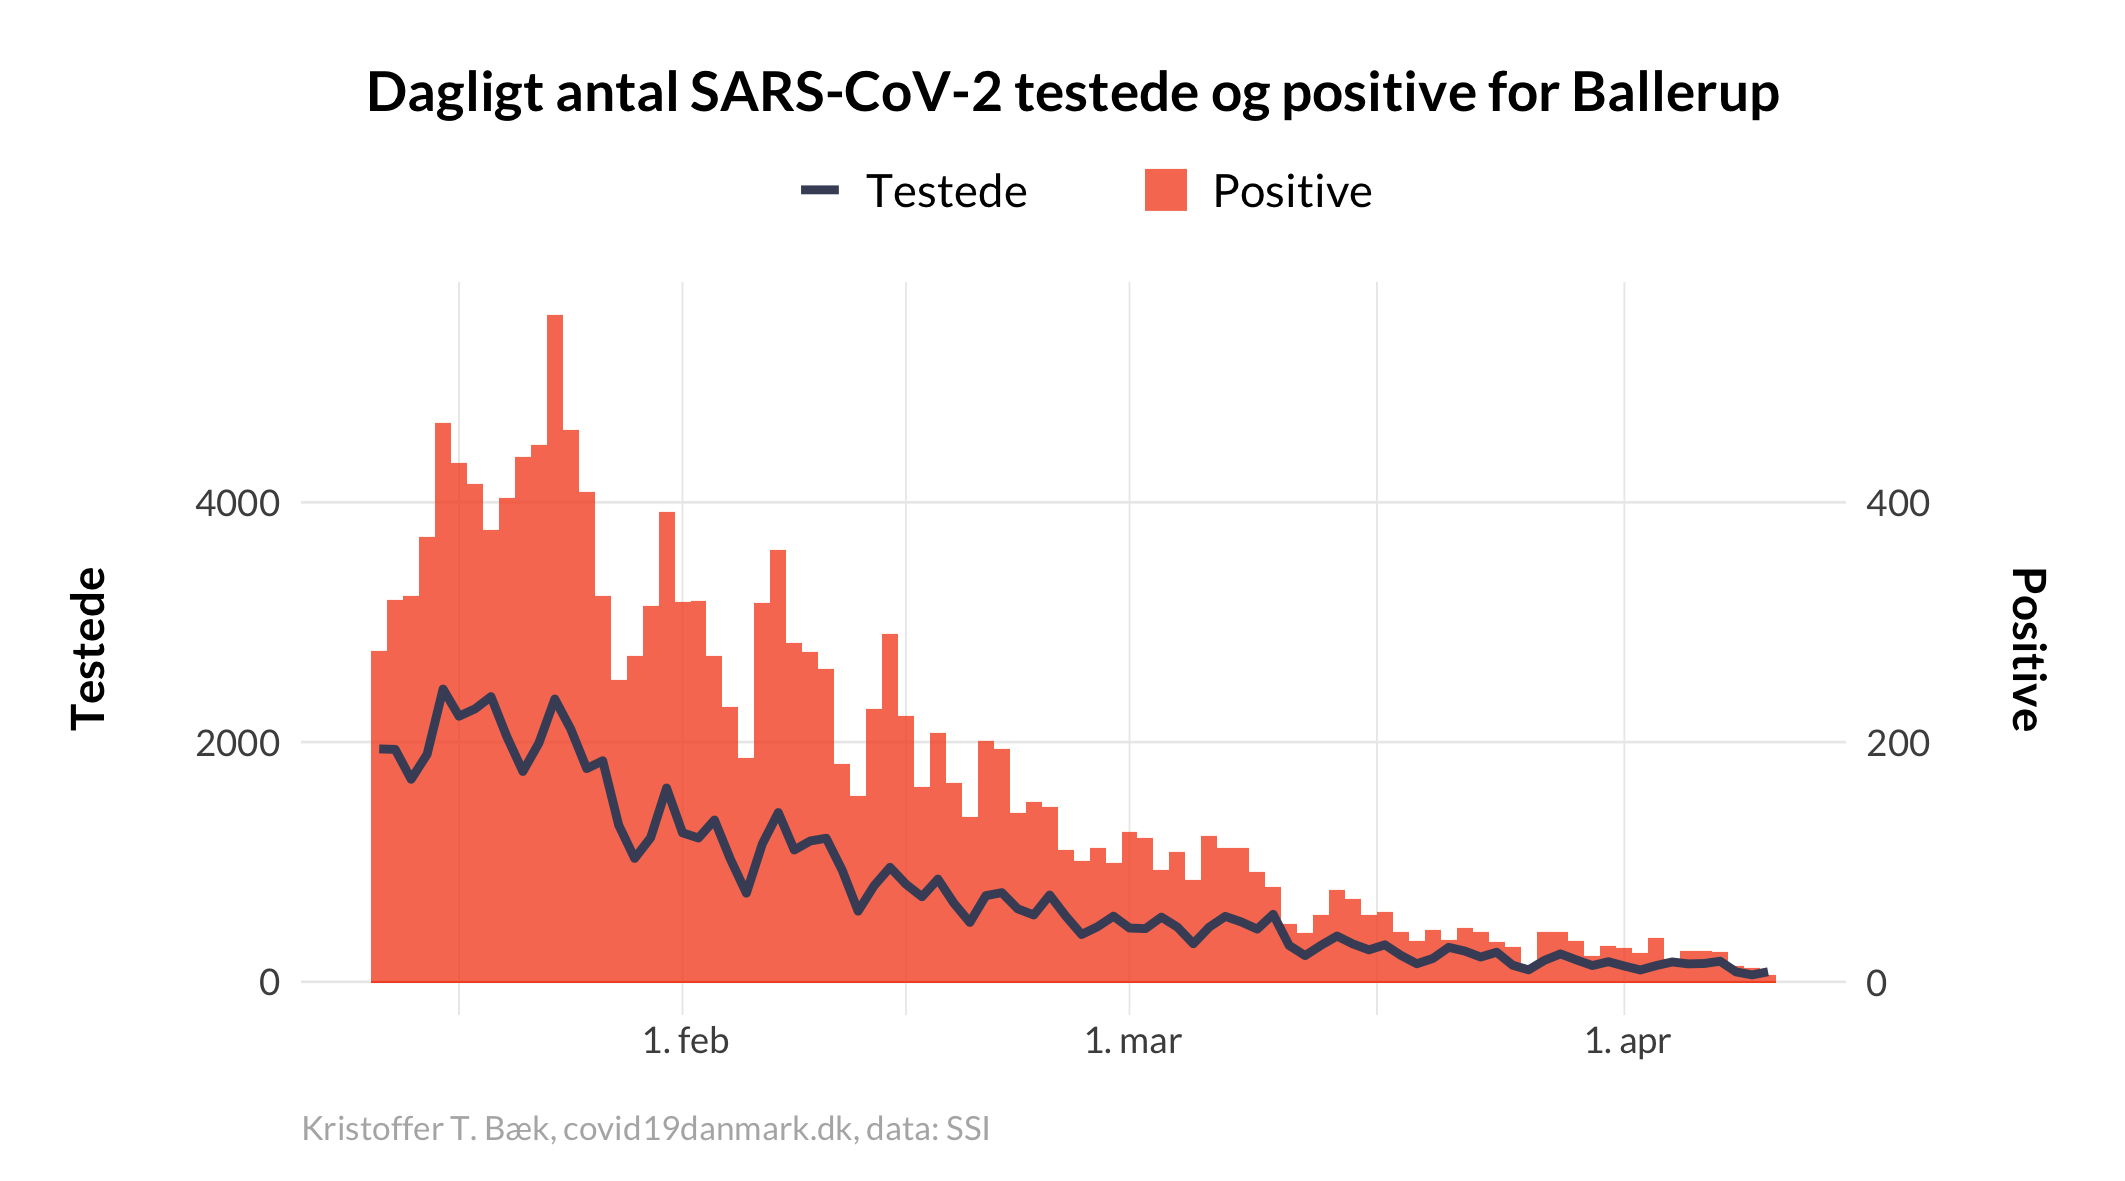 Dagligt antal SARS-CoV-2 testede og positive for Ballerup
Testede
Positive
4000
2000
0
Testede
400
200
0
Positive
1. feb
1. mar
1. apr
Kristoffer T. Bæk, covid19danmark.dk, data: SSI